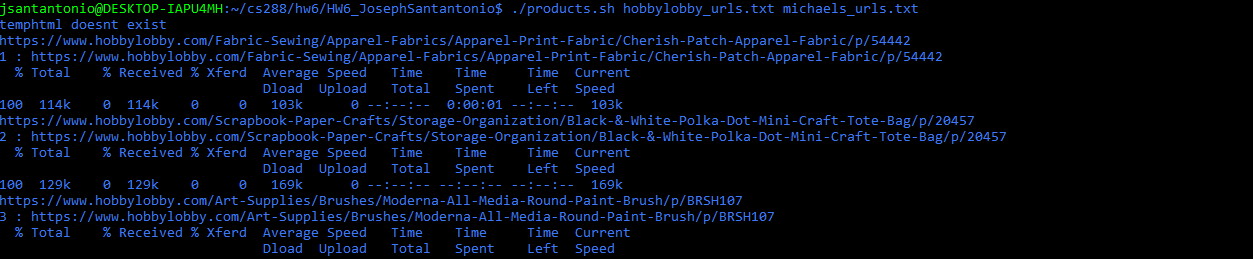 jsantantonio@DESKTOP-IAPU4MH:~/cs288/hw6/HW6_JosephSantantonio$ ./products.sh hobbylobby_urls.txt michaels_urls.txt
temphtml doesnt exist
https://www.hobbylobby.com/Fabric-Sewing/Apparel-Fabrics/Apparel-Print-Fabric/Cherish-Patch-Apparel-Fabric/p/54442
1 : https://www.hobbylobby.com/Fabric-Sewing/Apparel-Fabrics/Apparel-Print-Fabric/Cherish-Patch-Apparel-Fabric/p/54442
  % Total    % Received % Xferd  Average Speed   Time    Time     Time  Current
                                 Dload  Upload   Total   Spent    Left  Speed
100  114k    0  114k    0     0   103k      0 --:--:--  0:00:01 --:--:--  103k
https://www.hobbylobby.com/Scrapbook-Paper-Crafts/Storage-Organization/Black-&-White-Polka-Dot-Mini-Craft-Tote-Bag/p/20457
2 : https://www.hobbylobby.com/Scrapbook-Paper-Crafts/Storage-Organization/Black-&-White-Polka-Dot-Mini-Craft-Tote-Bag/p/20457
  % Total    % Received % Xferd  Average Speed   Time    Time     Time  Current
                                 Dload  Upload   Total   Spent    Left  Speed
100  129k    0  129k    0     0   169k      0 --:--:-- --:--:-- --:--:--  169k
https://www.hobbylobby.com/Art-Supplies/Brushes/Moderna-All-Media-Round-Paint-Brush/p/BRSH107
3 : https://www.hobbylobby.com/Art-Supplies/Brushes/Moderna-All-Media-Round-Paint-Brush/p/BRSH107
  % Total    % Received % Xferd  Average Speed   Time    Time     Time  Current
                                 Dload  Upload   Total   Spent    Left  Speed